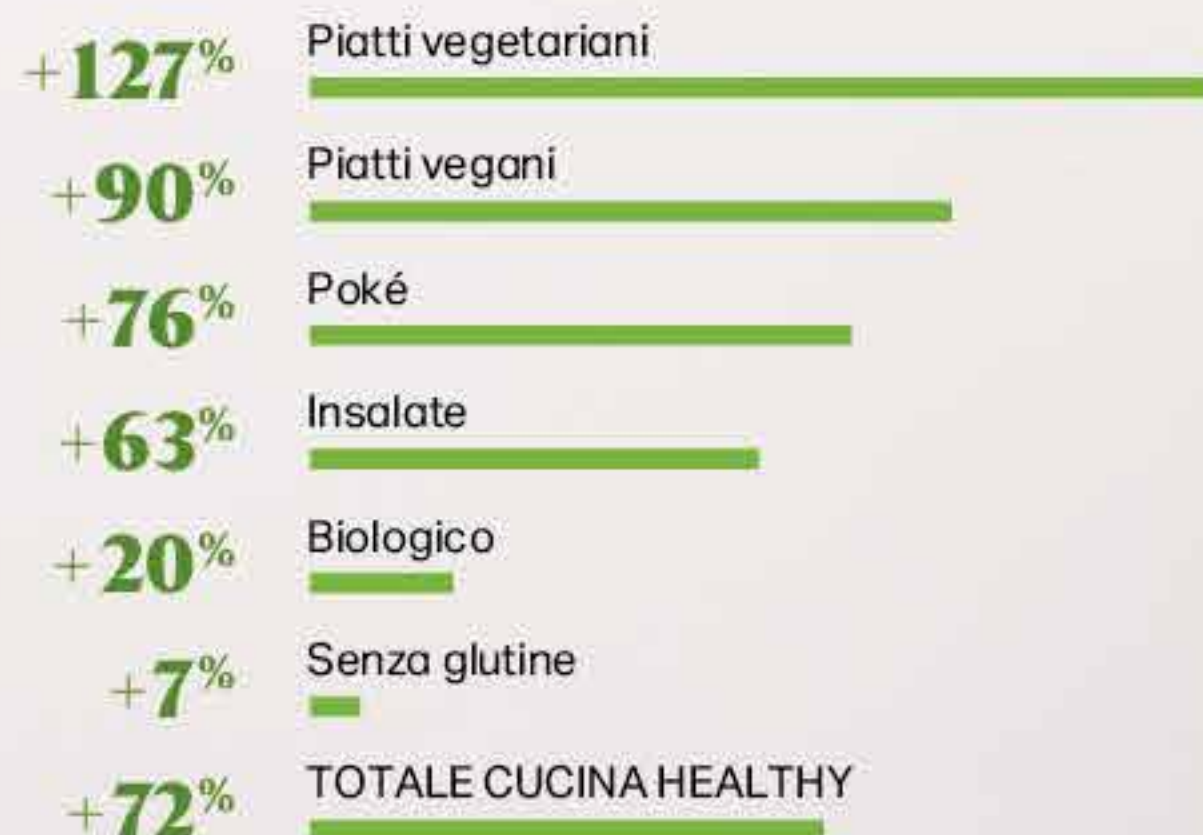 +127% Piatti vegetariani
+90% Piatti vegani
+76% Poké
+63% Insalate
+20% Biologico
+7% Senza glutine
+72% TOTALE CUCINA HEALTHY